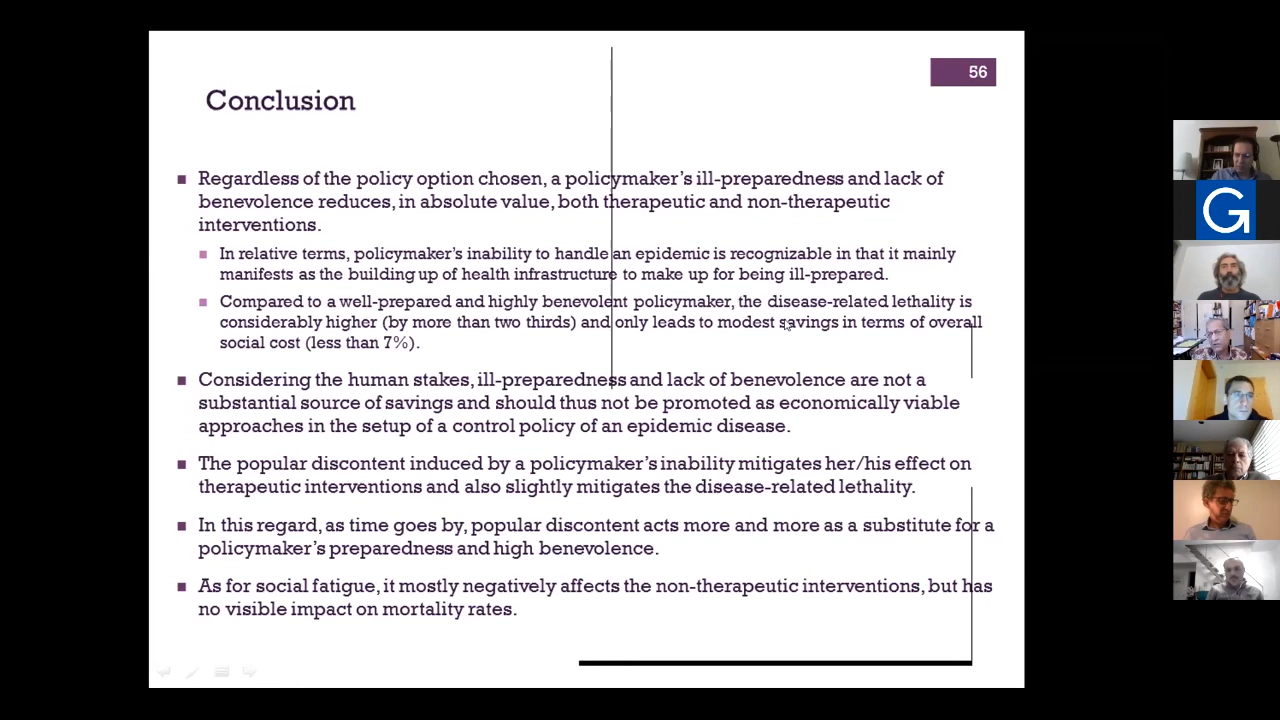 56
Conclusion
Regardless of the policy option chosen, a policymaker's ill-preparedness and lack of
benevolence reduces, in absolute value, both therapeutic and non-therapeutic
interventions.
In relative terms, policymaker's inability to handle an epidemic is recognizable in that it mainly
manifests as the building up of health infrastructure to make up for being ill-prepared.
Compared to a well-prepared and highly benevolent policymaker, the disease-related lethality is
considerably higher (by more than two thirds) and only leads to modest savings in terms of overall
social cost (less than 7%).
Considering the human stakes, ill-preparedness and lack of benevolence are not a
substantial source of savings and should thus not be promoted as economically viable
approaches in the setup of a control policy of an epidemic disease.
The popular discontent induced by a policymaker's inability mitigates her/his effect on
therapeutic interventions and also slightly mitigates the disease-related lethality.
In this regard, as time goes by, popular discontent acts more and more as a substitute for a
policymaker's preparedness and high benevolence.
As for social fatigue, it mostly negatively affects the non-therapeutic interventions, but has
no visible impact on mortality rates.
G